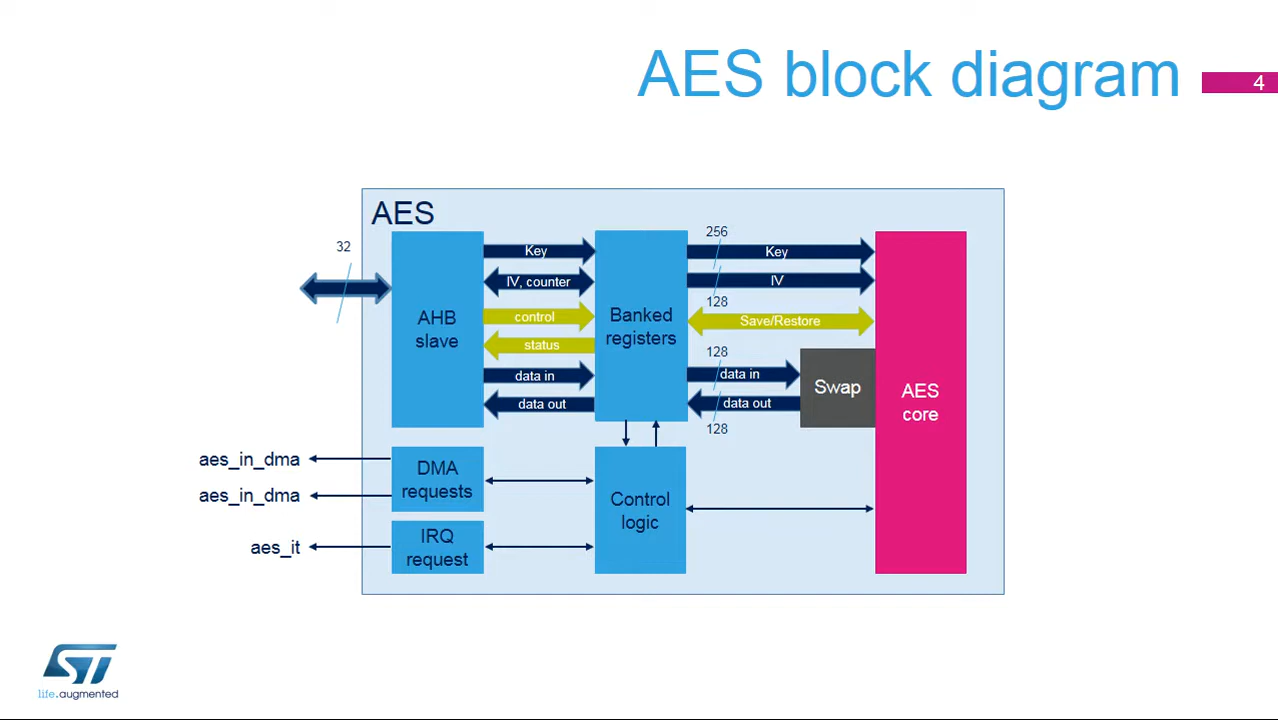 AES block diagram
4
AES
32
256
Key
Key
IV, counter
IV
128
control
Save/Restore
status
128
data in
data in
data out
data out
128
AHB
slave
Banked
registers
Swap
AES
core
aes_in_dma
aes_in_dma
DMA
requests
Control
logic
aes_it
IRQ
request
ST
life.augmented